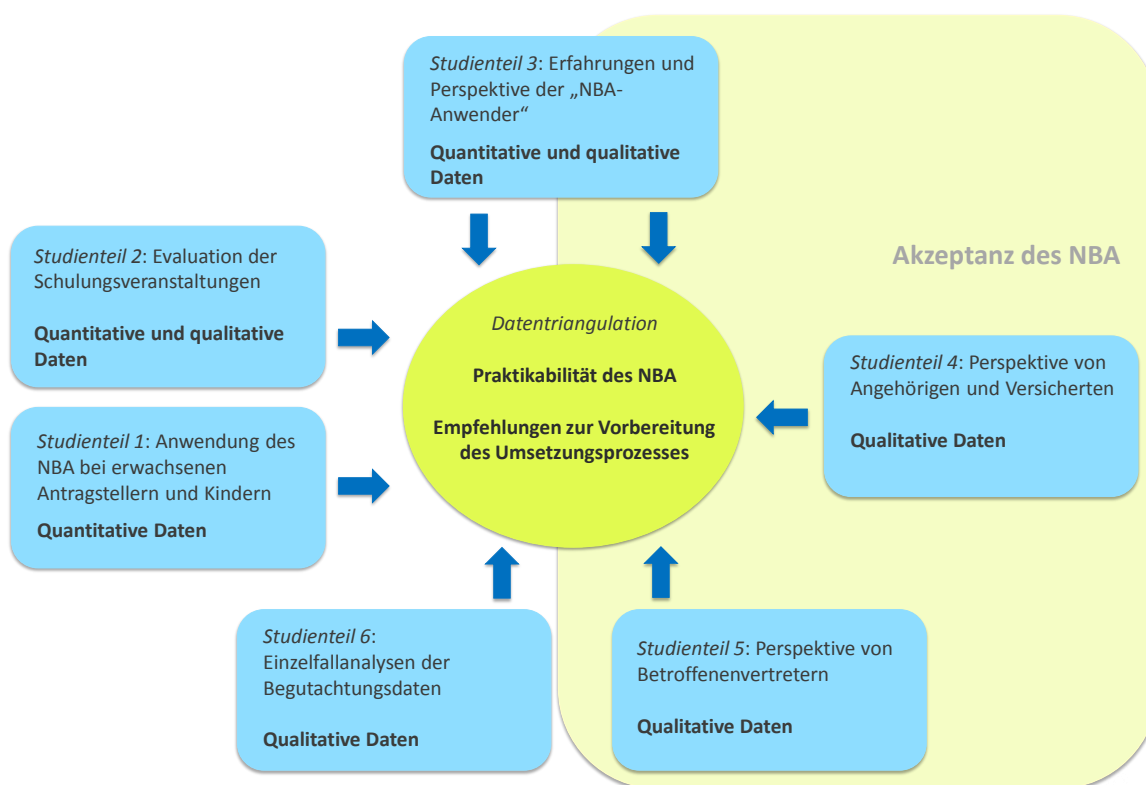 Studienteil 3: Erfahrungen und
Perspektive der „NBA-
Anwender“
Quantitative und qualitative
Daten
Akzeptanz des NBA
Studienteil 2: Evaluation der
Schulungsveranstaltungen
Quantitative und qualitative
Daten
Datentriangulation
Praktikabilität des NBA
Empfehlungen zur Vorbereitung
des Umsetzungsprozesses
Studienteil 4: Perspektive von
Angehörigen und Versicherten
Qualitative Daten
Studienteil 1: Anwendung des
NBA bei erwachsenen
Antragstellern und Kindern
Quantitative Daten
Studienteil 6:
Einzelfallanalysen der
Begutachtungsdaten
Qualitative Daten
Studienteil 5: Perspektive von
Betroffenenvertretern
Qualitative Daten